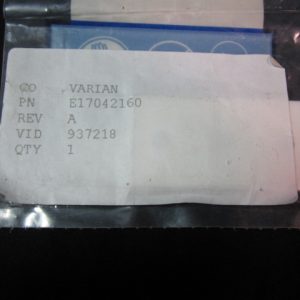 CO VARIAN
PN E17042160
REV A
VID 937218
QTY 1